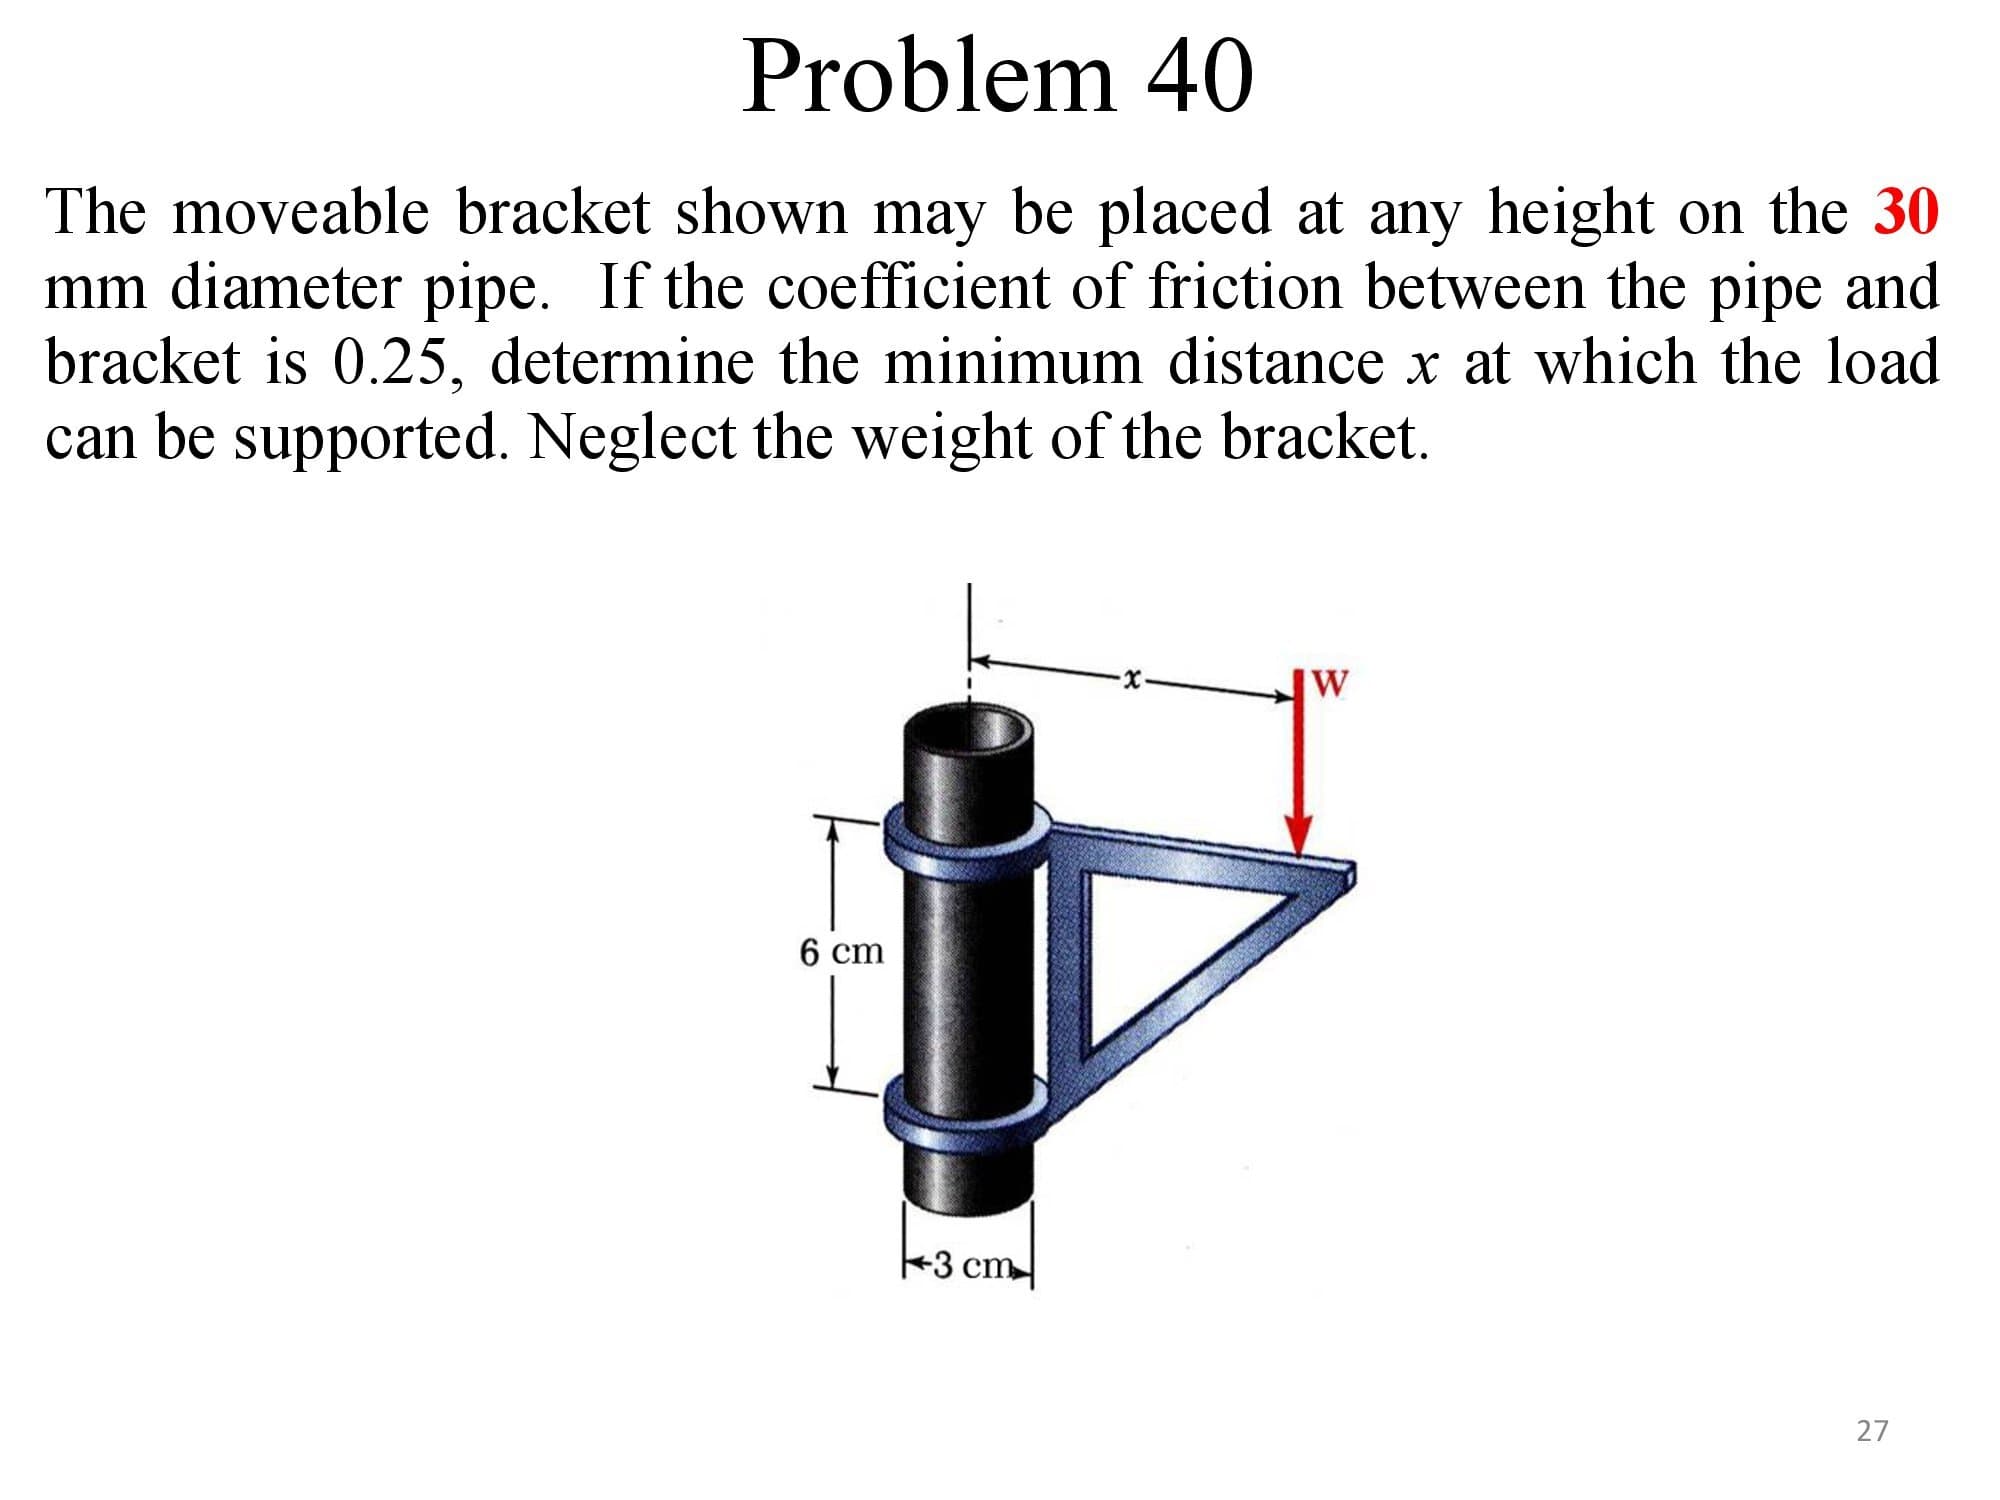 Problem 40
The moveable bracket shown may be placed at any height on the 30
mm diameter pipe. If the coefficient of friction between the pipe and
bracket is 0.25, determine the minimum distance x at which the load
can be supported. Neglect the weight of the bracket.
x
W
6 cm
3 cm
27